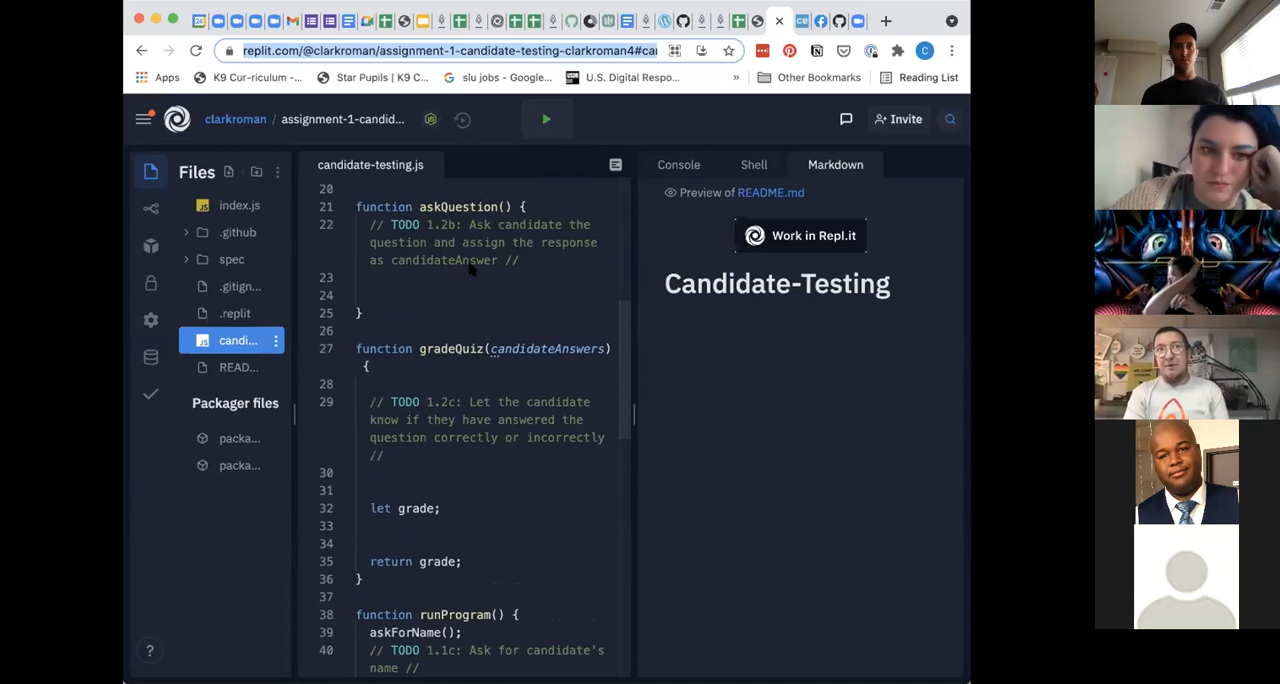 replit.com/@clarkroman/assignment-1-candidate-testing-clarkroman4#ca
Apps
K9 Cur-riculum -...
Star Pupils | K9 C...
slu jobs - Google...
U.S. Digital Respo...
»
Other Bookmarks
Reading List
clarkroman / assignment-1-candid...
Invite
Files
index.js
.github
spec
.gitign...
.replit
candi...
READ...
Packager files
packa...
packa...
?
candidate-testing.js
20
21 function askQuestion() {
22 // TODO 1.2b: Ask candidate the
question and assign the response
as candidateAnswer //
23
24
25 }
26
27 function gradeQuiz(candidateAnswers)
{
28
29 // TODO 1.2c: Let the candidate
know if they have answered the
question correctly or incorrectly
//
30
31
32 let grade;
33
34
35 return grade;
36 }
37
38 function runProgram() {
39 askForName();
40 // TODO 1.1c: Ask for candidate's
name //
Console
Shell
Markdown
Preview of README.md
Work in Repl.it
Candidate-Testing